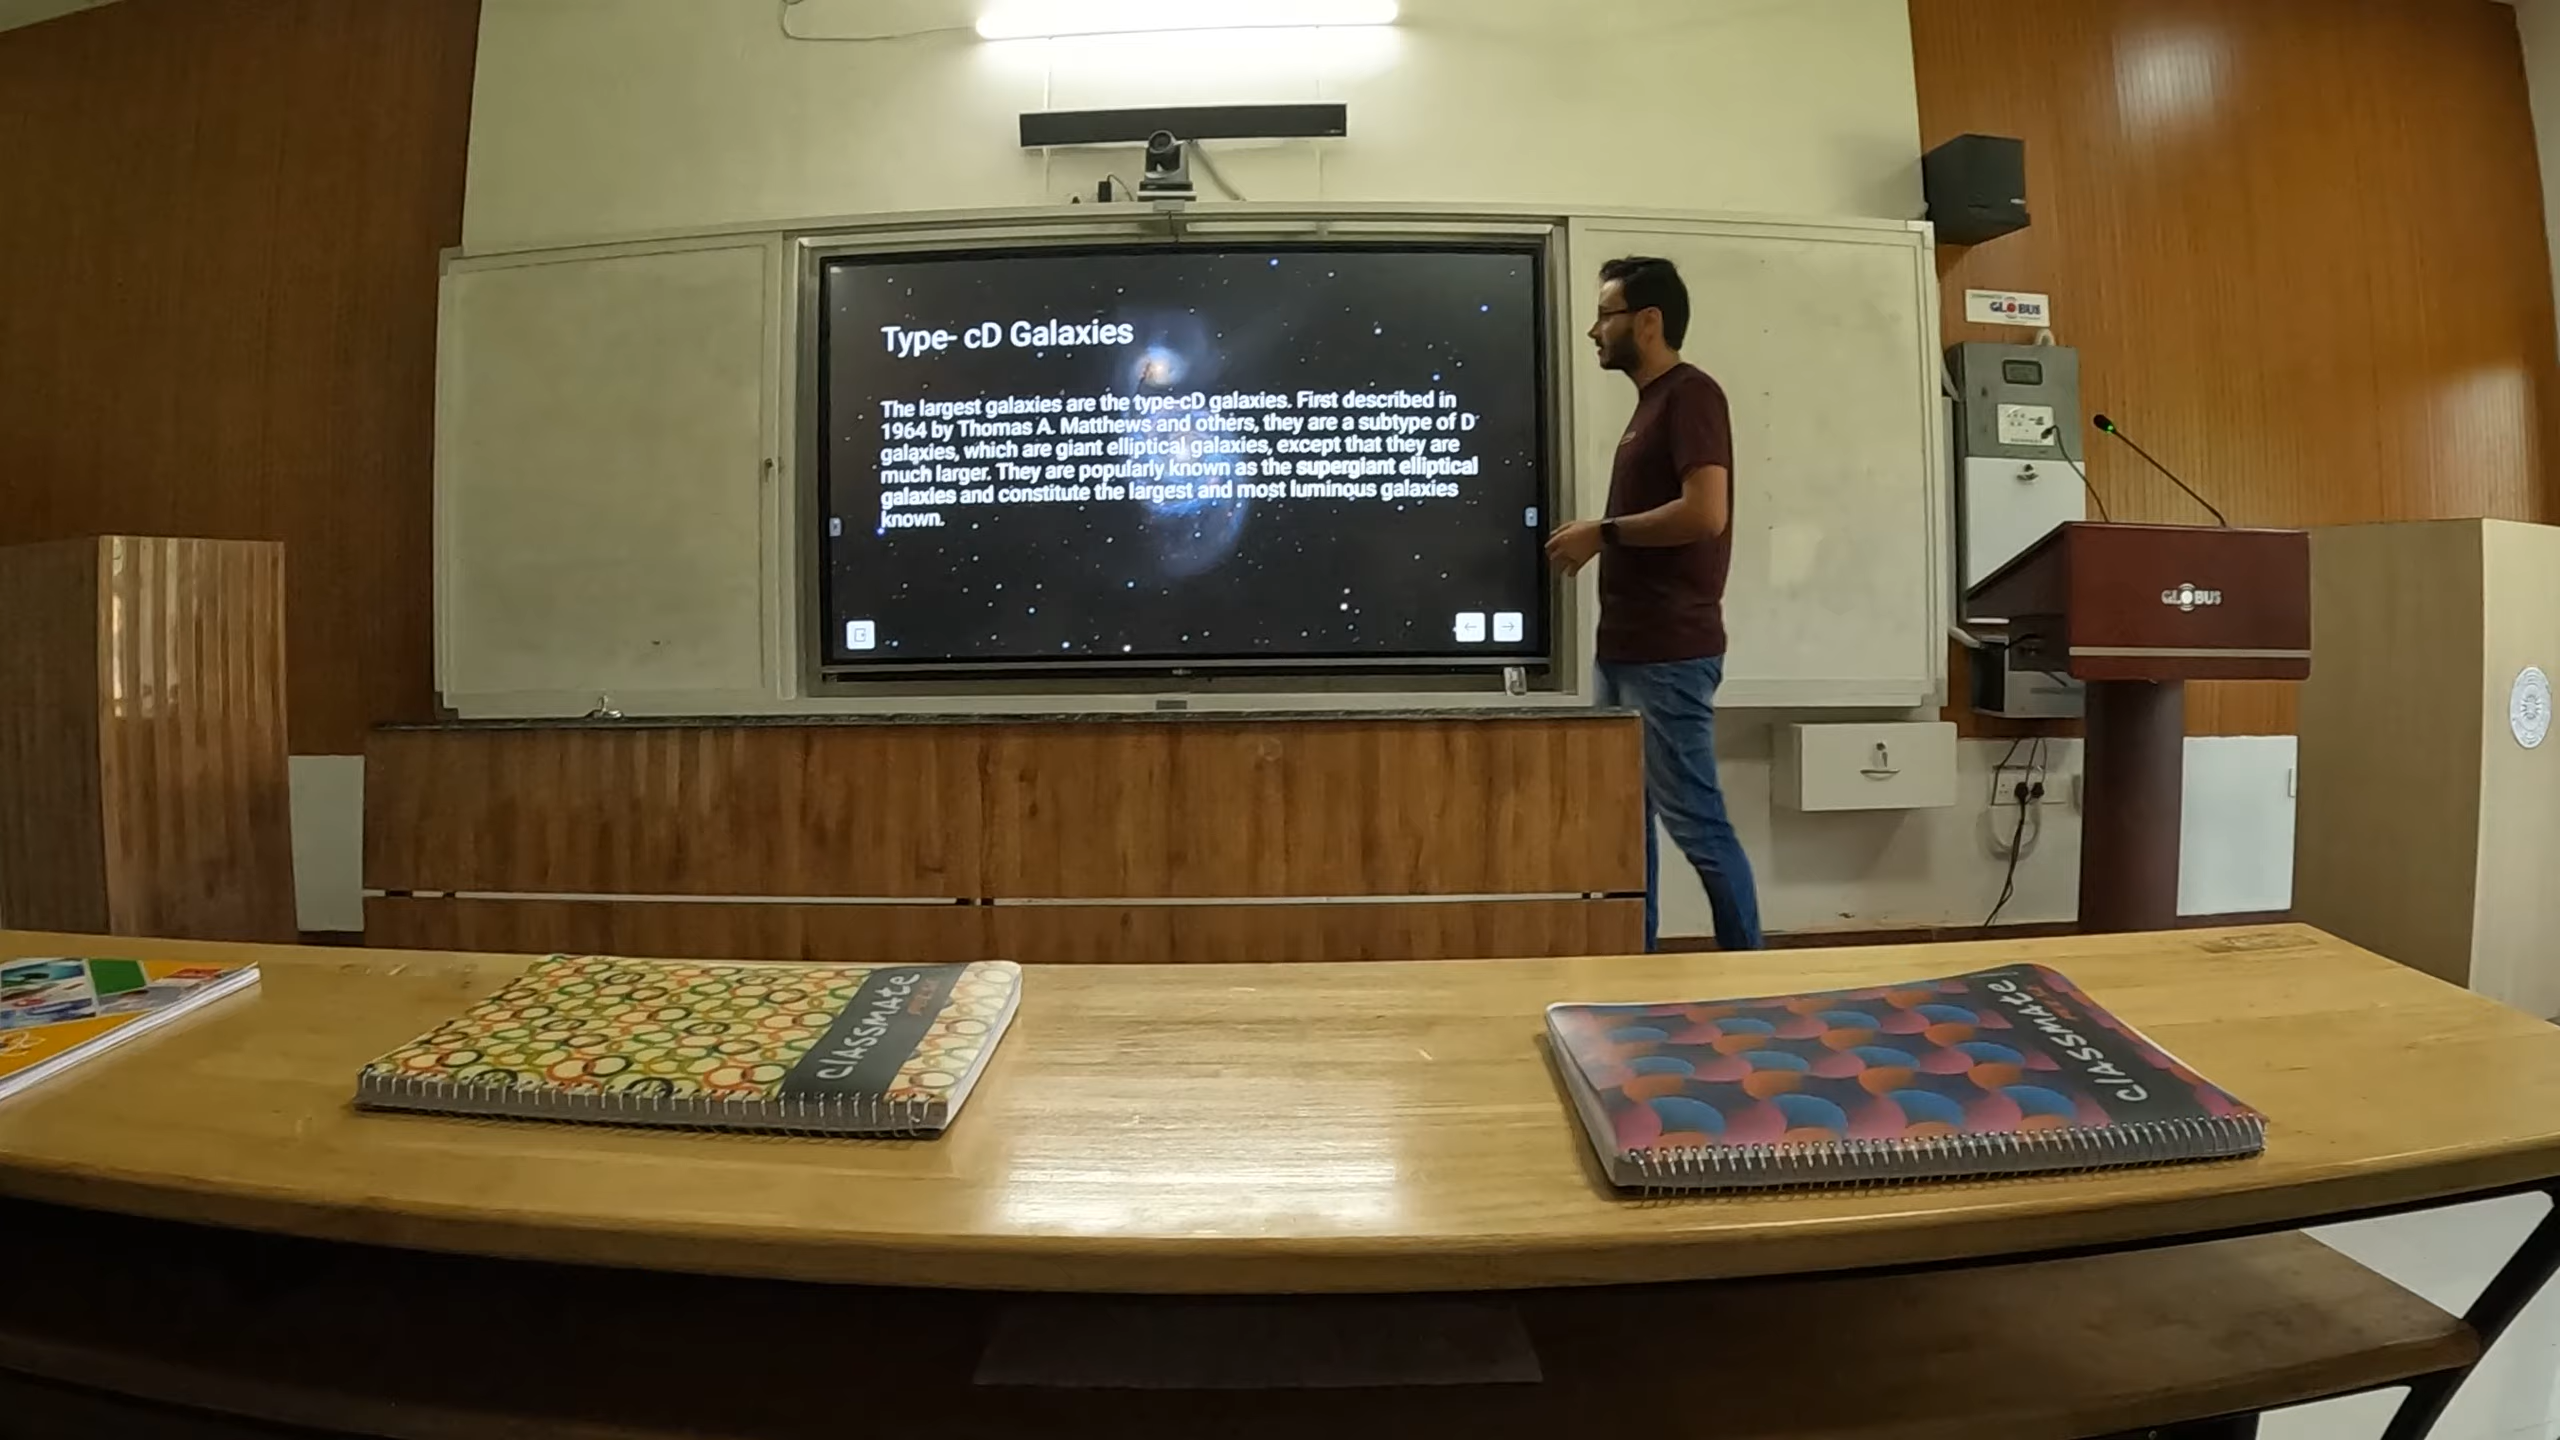 GLOBUS
Type- cD Galaxies
The largest galaxies are the type-cD galaxies. First described in
1964 by Thomas A. Matthews and others, they are a subtype of D
galaxies, which are giant elliptical galaxies, except that they are
much larger. They are popularly known as the supergiant elliptical
galaxies and constitute the largest and most luminous galaxies
known.
GLOBUS
classmate
PULSE
classmate
PULSE